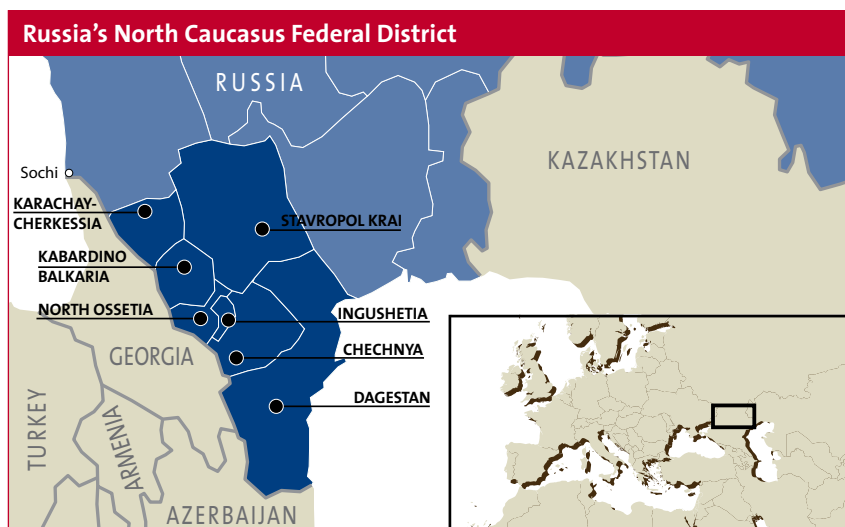 Russia's North Caucasus Federal District
RUSSIA
KAZAKHSTAN
Sochi
KARACHAY-
CHERKESSIA
STAVROPOL KRAI
KABARDINO
BALKARIA
NORTH OSSETIA
INGUSHETIA
GEORGIA
CHECHNYA
DAGESTAN
TURKEY
ARMENIA
AZERBAIJAN